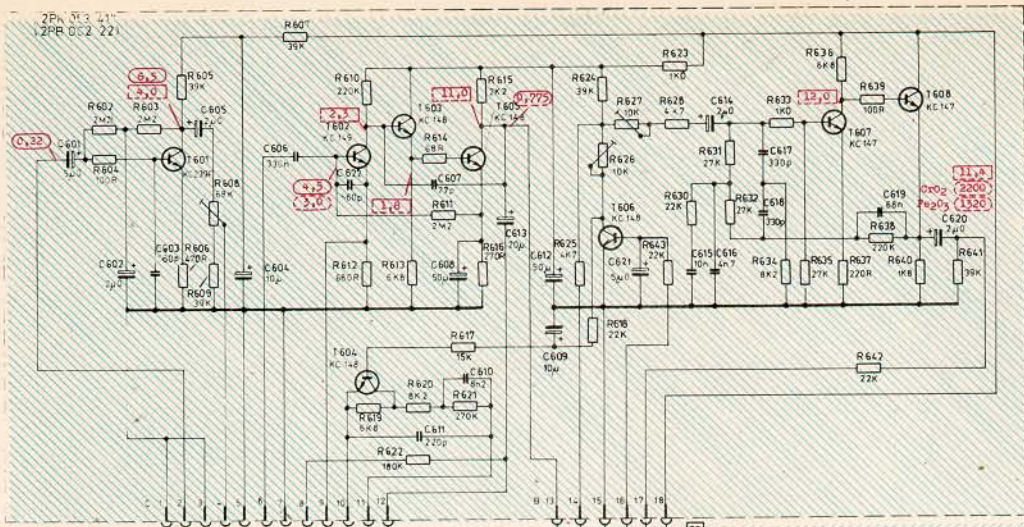 2PK 053 41
(2PB 052 22)
R607
39K
R605
39K
6,5
4,0
R602
2M2
R603
2M2
C605
2µ0
0,22
C601
5µ0
R604
100R
T601
R608
68K
C602
2µ0
C603
R606
470R
R609
39K
C604
10µ
R610
220K
2,3
T602
KC149
C606
330n
C622
4,5
3,0
T603
KC148
R614
68R
11,0
R615
2K2
T605
KC148
0,775
C607
77p
1,8
R611
2M2
R612
680R
R613
6K8
C608
50µ
R616
270R
C613
20µ
T604
KC148
R617
15K
R619
6K8
R620
8K2
C610
8n2
R621
270K
C611
220p
R622
180K
C609
10µ
R618
22K
R623
1K0
R624
39K
R627
10K
R628
4K7
C614
2µ0
R626
10K
T606
KC148
C612
50µ
R625
4K7
C621
5µ0
R643
22K
R630
22K
R631
27K
R632
27K
C615
10n
C616
4n7
C617
330p
C618
330p
R633
1K0
R634
8K2
R635
27K
R636
6K8
12,0
R639
100R
T607
KC147
T608
KC147
R637
220R
C619
68n
R638
220K
R640
1K8
C620
2µ0
R641
39K
11,4
CrO2 2200
Fe2O3 1520
R642
22K
C 1 2 3 4 5 6 7 8 9 10 11 12
B 13 14 15 16 17 18